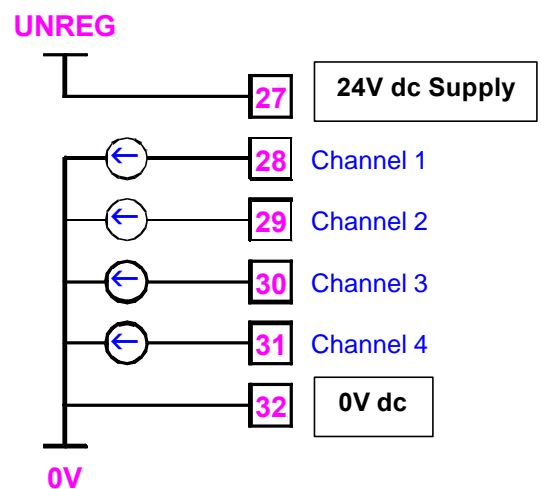 UNREG
27 24V dc Supply
28 Channel 1
29 Channel 2
30 Channel 3
31 Channel 4
32 0V dc
0V